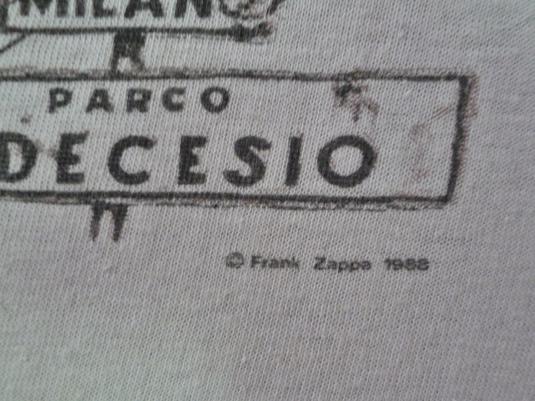 MILANO
PARCO
DECESIO
© Frank Zappa 1988